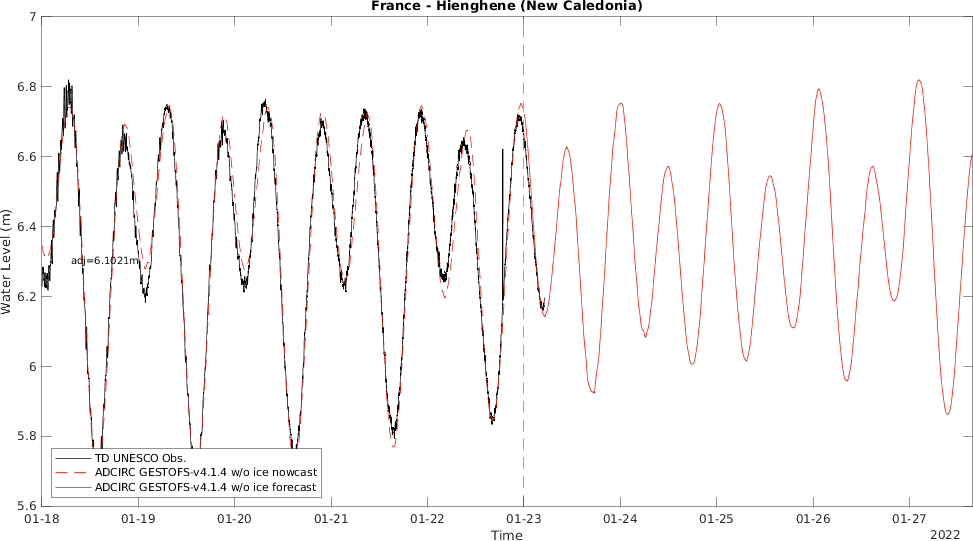 France - Hienghene (New Caledonia)
7
6.8
6.6
6.4
6.2
6
5.8
5.6
Water Level (m)
adj=6.1021m
TD UNESCO Obs.
ADCIRC GESTOFS-v4.1.4 w/o ice nowcast
ADCIRC GESTOFS-v4.1.4 w/o ice forecast
01-18 01-19 01-20 01-21 01-22 01-23 01-24 01-25 01-26 01-27
Time
2022